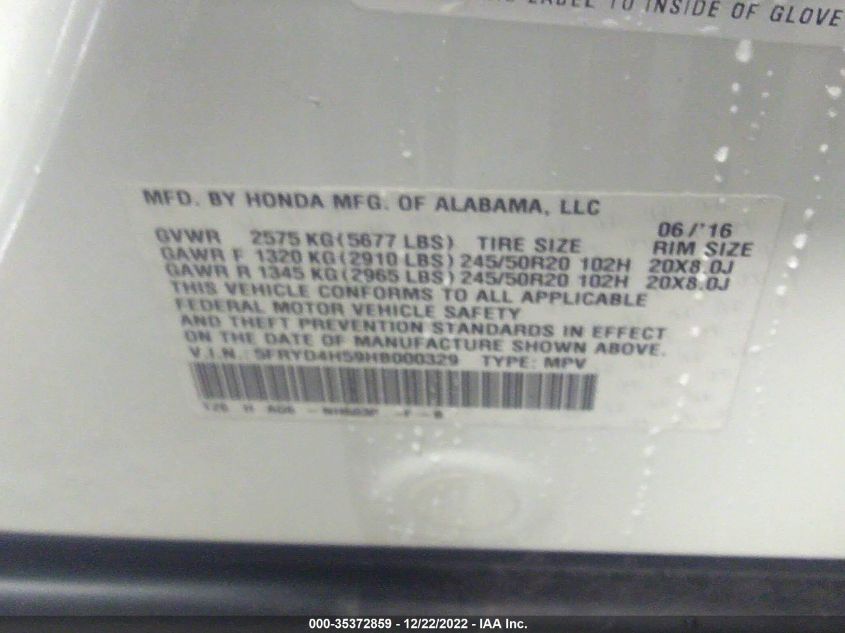 LABEL TO INSIDE OF GLOVE
MFD. BY HONDA MFG. OF ALABAMA, LLC
06/'16
GVWR 2575 KG(5677 LBS) TIRE SIZE RIM SIZE
GAWR F 1320 KG(2910 LBS)245/50R20 102H 20X8.0J
GAWR R 1345 KG(2965 LBS)245/50R20 102H 20X8.0J
THIS VEHICLE CONFORMS TO ALL APPLICABLE
FEDERAL MOTOR VEHICLE SAFETY
AND THEFT PREVENTION STANDARDS IN EFFECT
ON THE DATE OF MANUFACTURE SHOWN ABOVE.
V.I.N.: 5FRYD4H59HB000329 TYPE: MPV
000-35372859 - 12/22/2022 - IAA Inc.